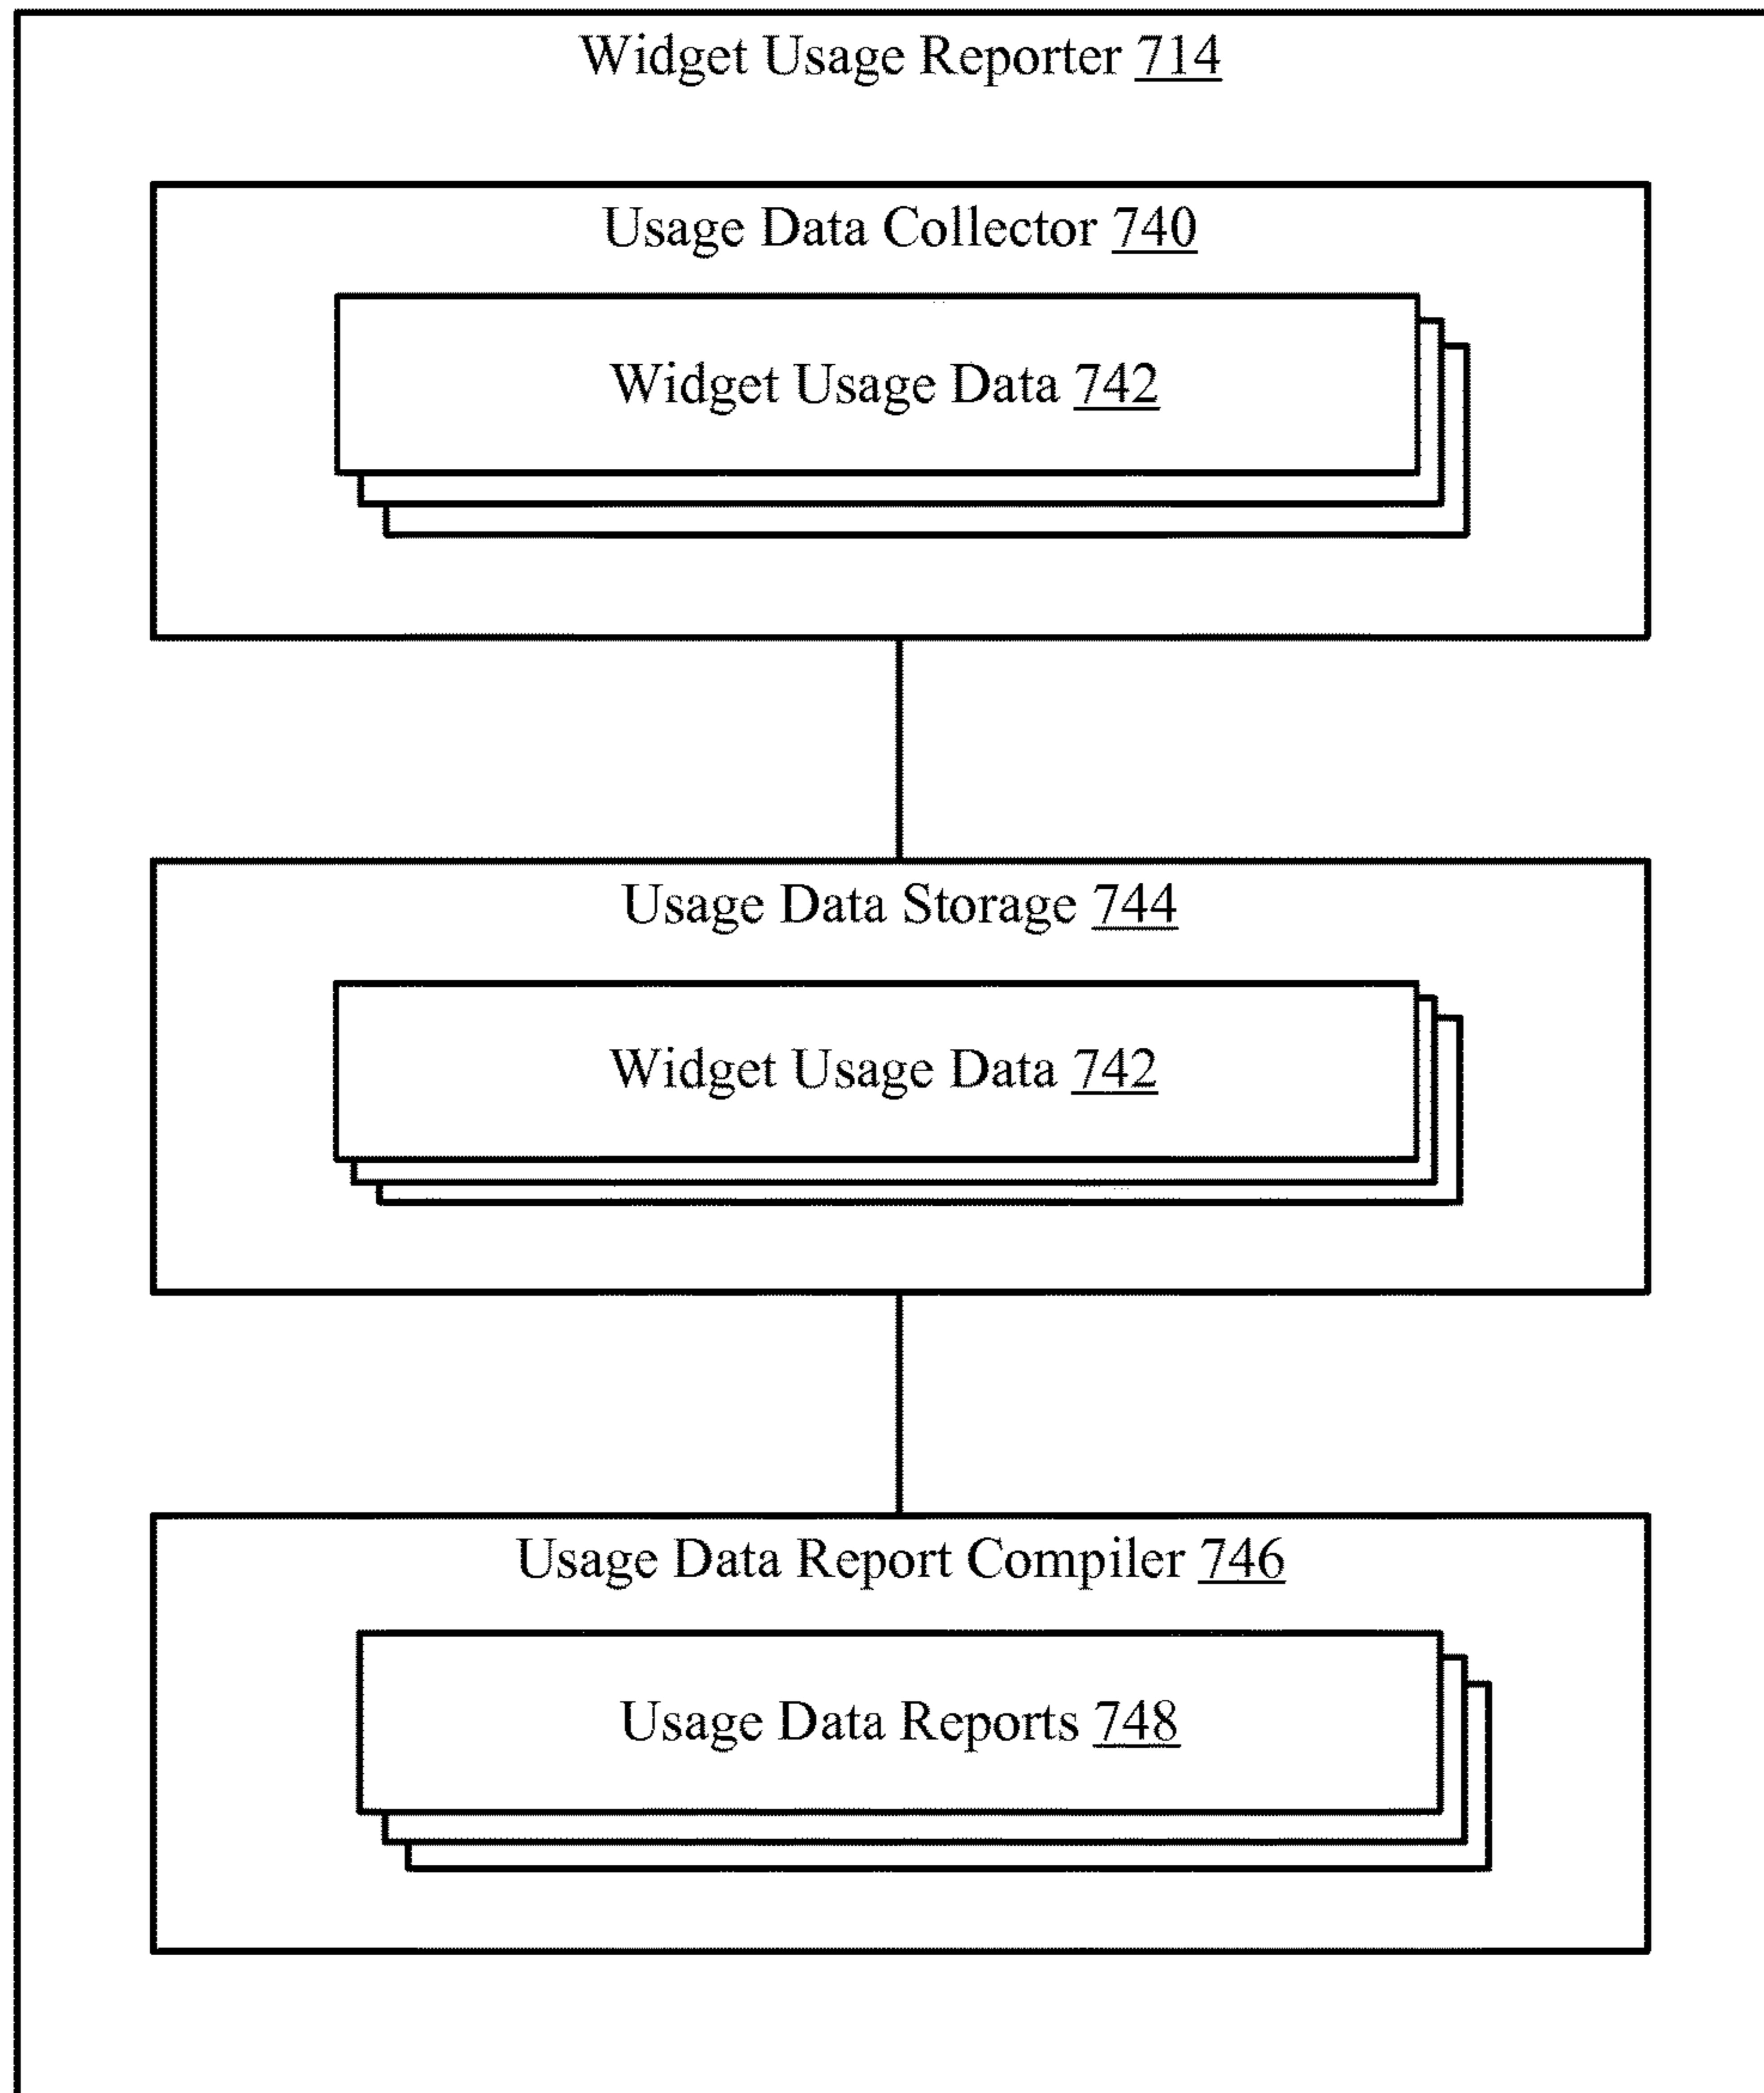 Widget Usage Reporter 714
Usage Data Collector 740
Widget Usage Data 742
Usage Data Storage 744
Widget Usage Data 742
Usage Data Report Compiler 746
Usage Data Reports 748